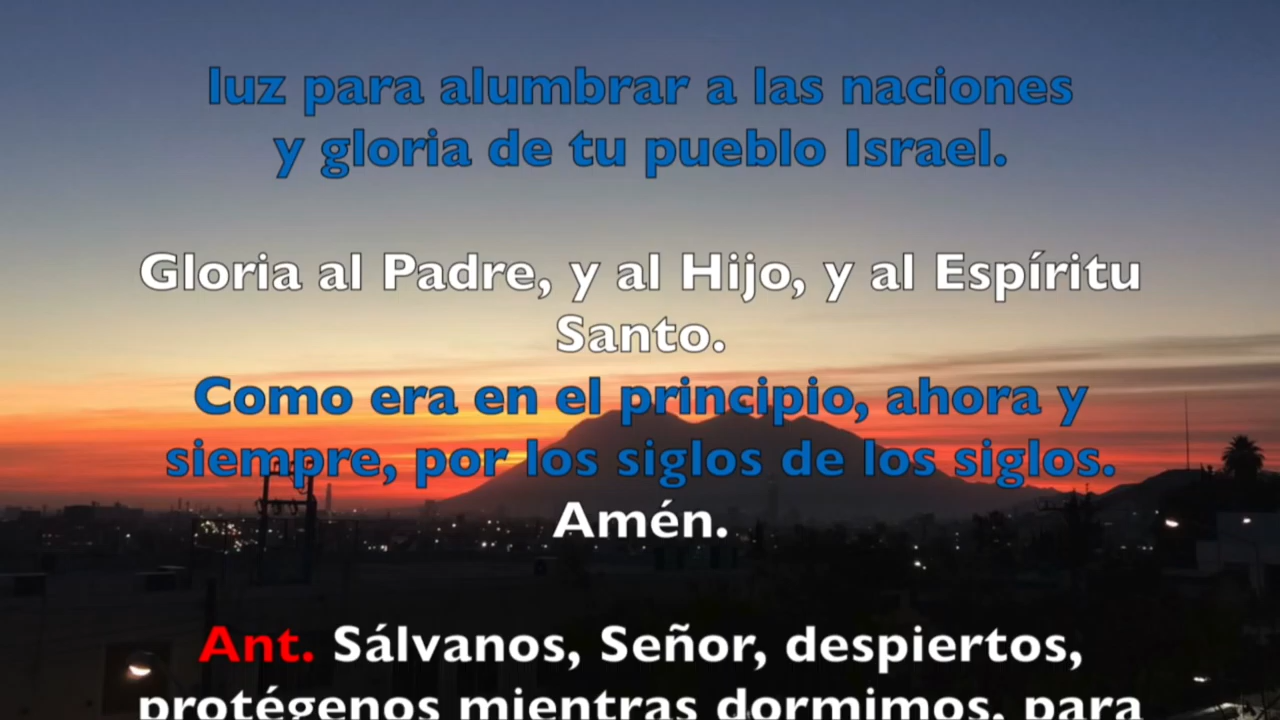 luz para alumbrar a las naciones
y gloria de tu pueblo Israel.
Gloria al Padre, y al Hijo, y al Espíritu
Santo.
Como era en el principio, ahora y
siempre, por los siglos de los siglos.
Amén.
Ant. Sálvanos, Señor, despiertos,
protégenos mientras dormimos, para